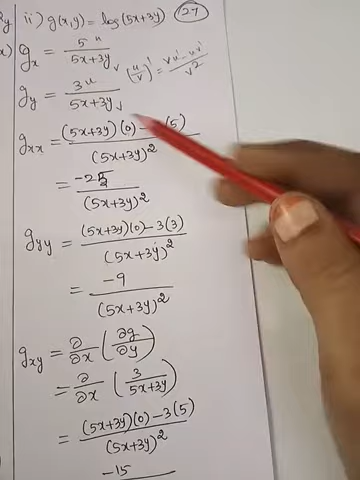 ii) g(x,y) = log(5x+3y) (27)
g_x = 5 u / 5x+3y v
(u/v)' = vu' - uv' / v²
g_y = 3 u / 5x+3y v
g_xx = (5x+3y)(0) - (5) / (5x+3y)²
= -25 / (5x+3y)²
g_yy = (5x+3y)(0) - 3(3) / (5x+3y)²
= -9 / (5x+3y)²
g_xy = ∂/∂x (∂g/∂y)
= ∂/∂x (3 / 5x+3y)
= (5x+3y)(0) - 3(5) / (5x+3y)²
-15